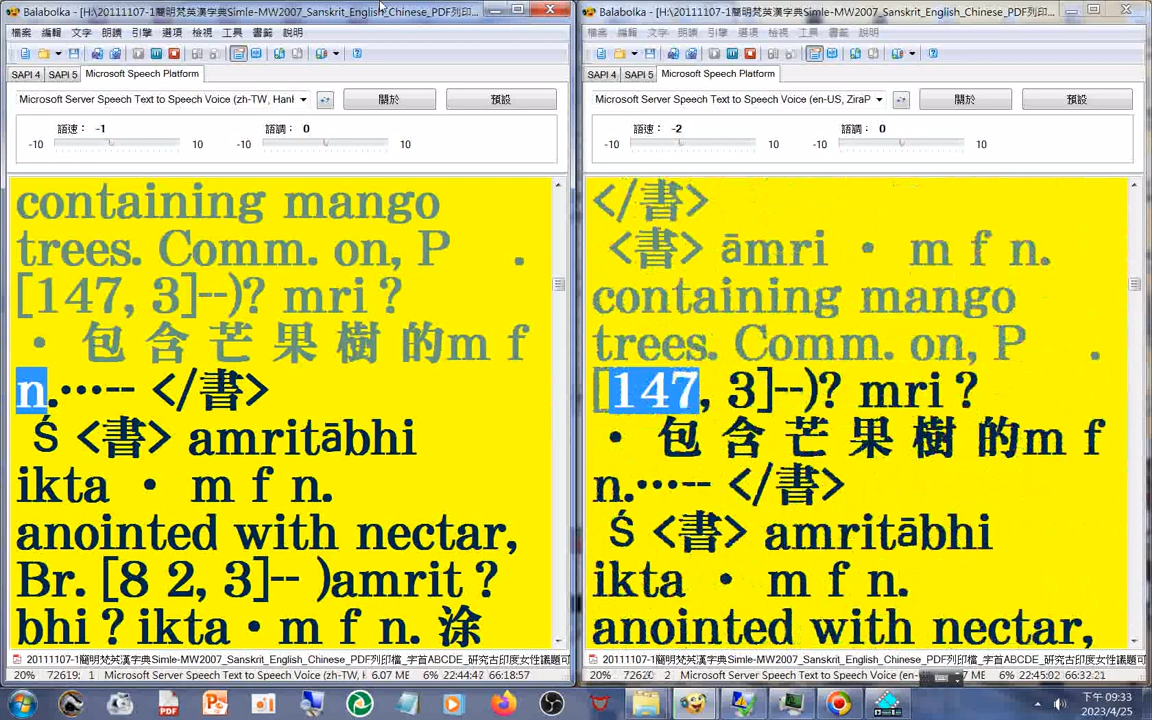 Balabolka - [H:\20111107-1簡明梵英漢字典Simle-MW2007_Sanskrit_English_Chinese_PDF列印...
檔案 編輯 文字 朗讀 引擎 選項 檢視 工具 書籤 說明
SAPI 4 SAPI 5 Microsoft Speech Platform
Microsoft Server Speech Text to Speech Voice (zh-TW, Hanl
關於
預設
語速： -1
語調： 0
-10 10 -10 10
containing mango
trees. Comm. on, P .
[147, 3]--)? mri？
• 包含芒果樹的m f
n.…-- </書>
Ś <書> amritābhi
ikta • m f n.
anointed with nectar,
Br. [8 2, 3]-- )amrit？
bhi？ikta•m f n. 涂
20111107-1簡明梵英漢字典Simle-MW2007_Sanskrit_English_Chinese_PDF列印檔_字首ABCDE_研究古印度女性議題可
20% 72619: 1 Microsoft Server Speech Text to Speech Voice (zh-TW, H 6.07 MB 6% 22:44:47 66:18:57
Balabolka - [H:\20111107-1簡明梵英漢字典Simle-MW2007_Sanskrit_English_Chinese_PDF列印...
檔案 編輯 文字 朗讀 引擎 選項 檢視 工具 書籤 說明
SAPI 4 SAPI 5 Microsoft Speech Platform
Microsoft Server Speech Text to Speech Voice (en-US, ZiraP
關於
預設
語速： -2
語調： 0
-10 10 -10 10
</書>
<書> āmri • m f n.
containing mango
trees. Comm. on, P .
[147, 3]--)? mri？
• 包含芒果樹的m f
n.…-- </書>
Ś <書> amritābhi
ikta • m f n.
anointed with nectar,
20111107-1簡明梵英漢字典Simle-MW2007_Sanskrit_English_Chinese_PDF列印檔_字首ABCDE_研究古印度女性議題可
20% 2 Microsoft Server Speech Text to Speech Voice 6% 22:45:02 66:32:21
下午 09:33
2023/4/25